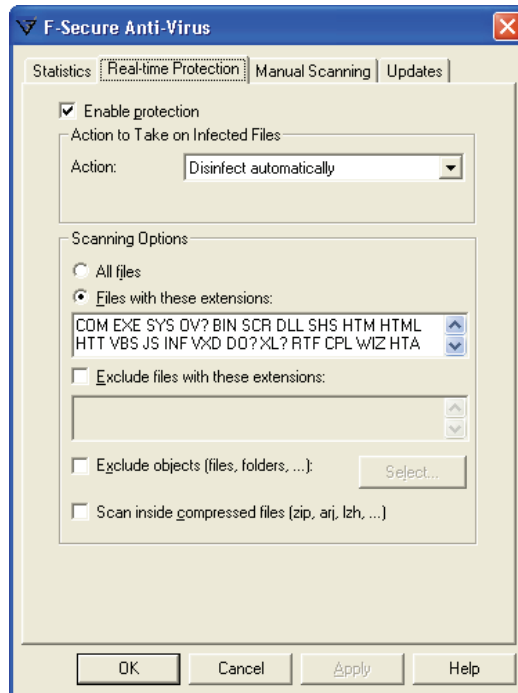 F-Secure Anti-Virus
Statistics Real-time Protection Manual Scanning Updates
Enable protection
Action to Take on Infected Files
Action: Disinfect automatically
Scanning Options
All files
Files with these extensions:
COM EXE SYS OV? BIN SCR DLL SHS HTM HTML
HTT VBS JS INF VXD DO? XL? RTF CPL WIZ HTA
Exclude files with these extensions:
Exclude objects (files, folders, ...): Select...
Scan inside compressed files (zip, arj, lzh, ...)
OK Cancel Apply Help